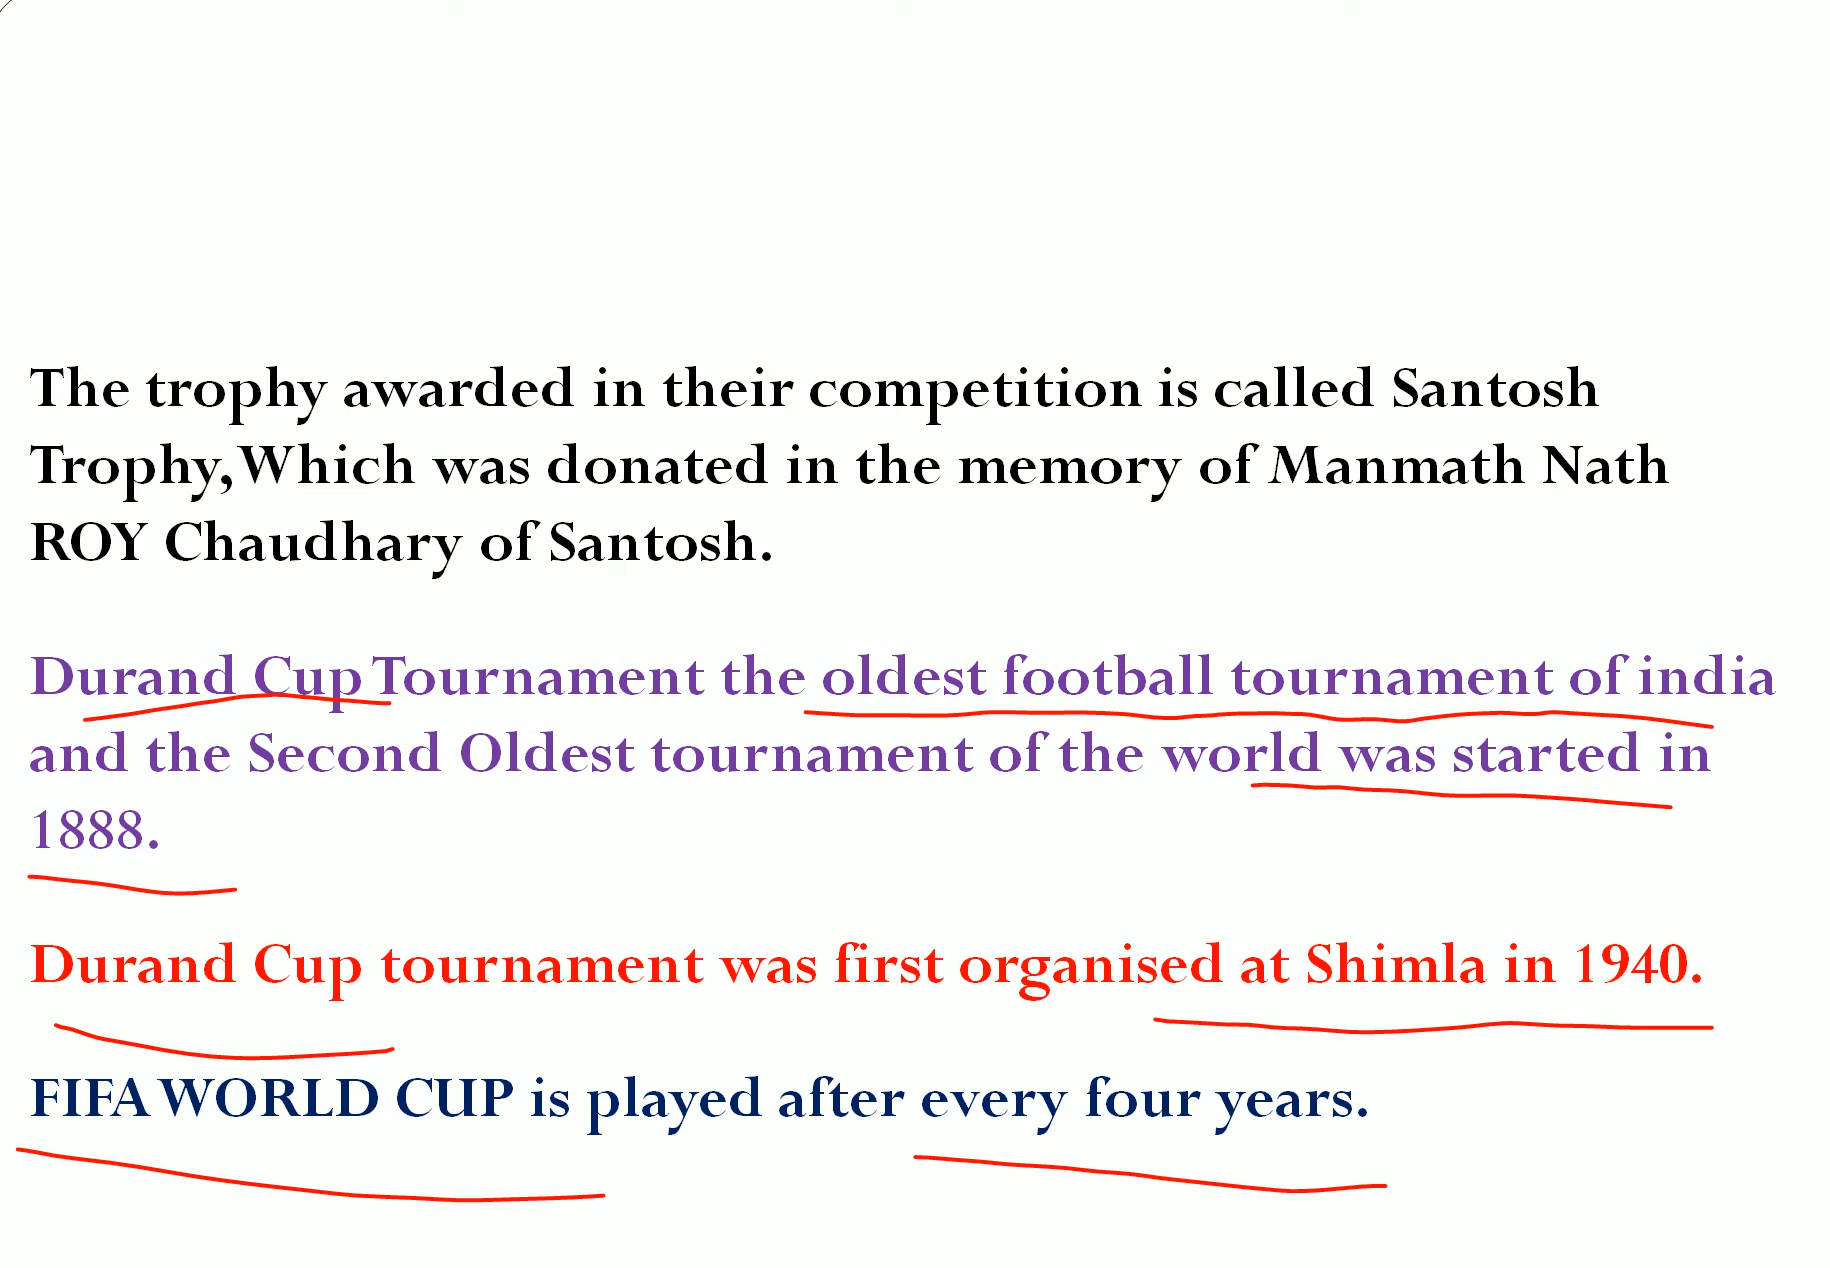 The trophy awarded in their competition is called Santosh
Trophy,Which was donated in the memory of Manmath Nath
ROY Chaudhary of Santosh.
Durand Cup Tournament the oldest football tournament of india
and the Second Oldest tournament of the world was started in
1888.
Durand Cup tournament was first organised at Shimla in 1940.
FIFA WORLD CUP is played after every four years.